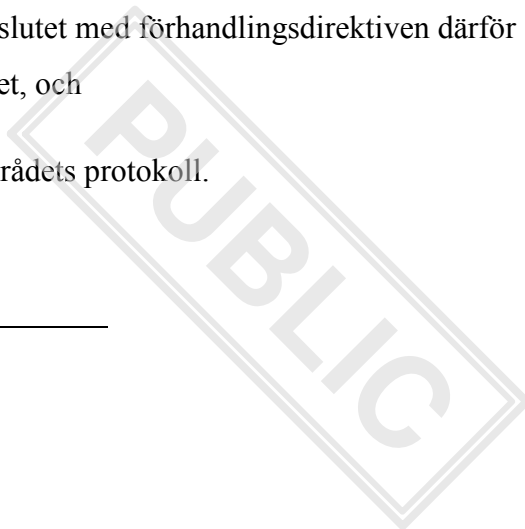 slutet med förhandlingsdirektiven därför
et, och
rådets protokoll.
PUBLIC